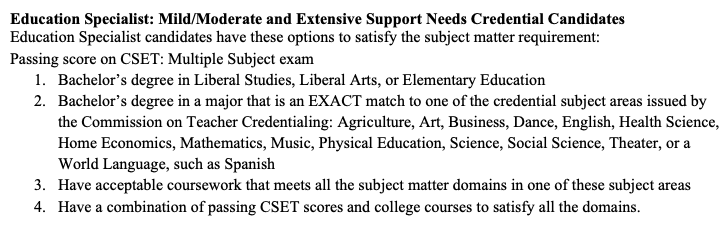 Education Specialist: Mild/Moderate and Extensive Support Needs Credential Candidates
Education Specialist candidates have these options to satisfy the subject matter requirement:
Passing score on CSET: Multiple Subject exam
1. Bachelor's degree in Liberal Studies, Liberal Arts, or Elementary Education
2. Bachelor's degree in a major that is an EXACT match to one of the credential subject areas issued by
the Commission on Teacher Credentialing: Agriculture, Art, Business, Dance, English, Health Science,
Home Economics, Mathematics, Music, Physical Education, Science, Social Science, Theater, or a
World Language, such as Spanish
3. Have acceptable coursework that meets all the subject matter domains in one of these subject areas
4. Have a combination of passing CSET scores and college courses to satisfy all the domains.